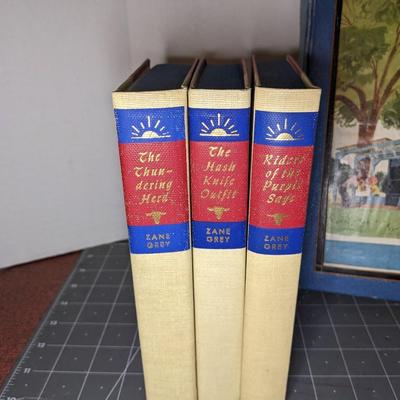 The
Thun-
dering
Herd
ZANE
GREY
The
Hash
Knife
Outfit
ZANE
GREY
Riders
of the
Purple
Sage
ZANE
GREY